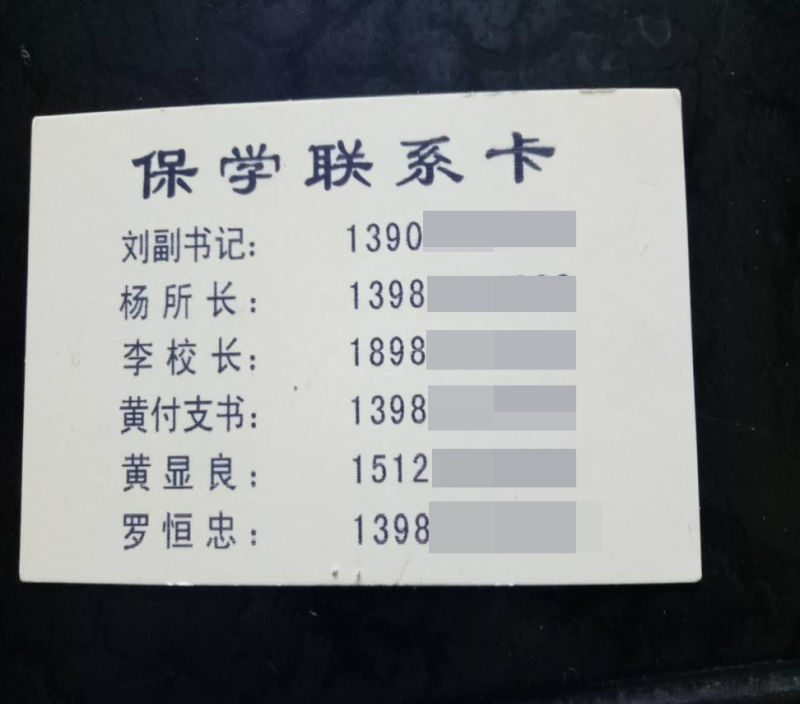 保学联系卡
刘副书记: 1390
杨所长: 1398
李校长: 1898
黄付支书: 1398
黄显良: 1512
罗恒忠: 1398